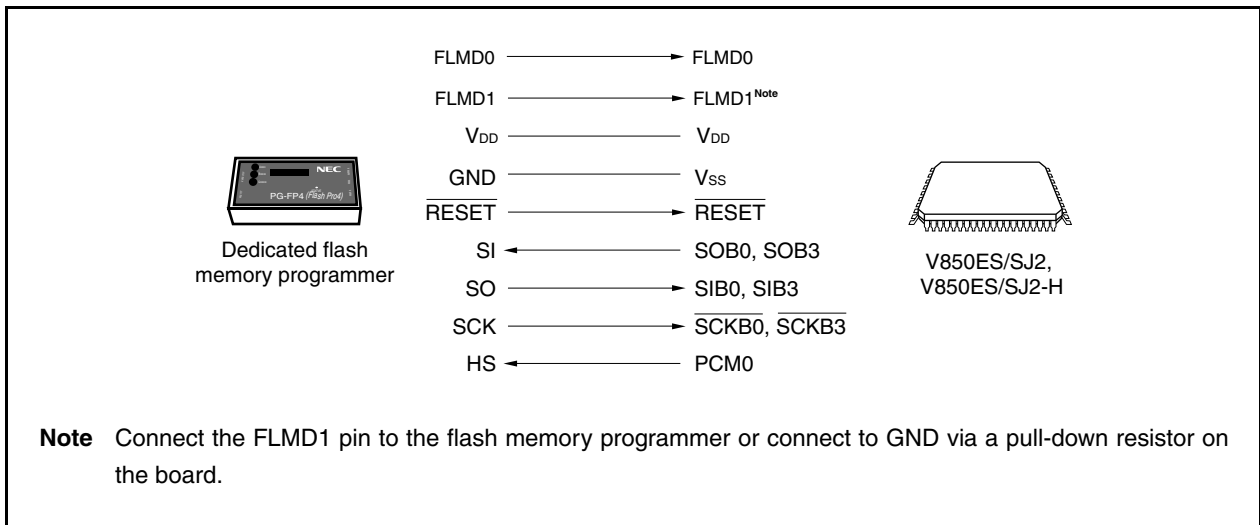 FLMD0 FLMD0
FLMD1 FLMD1Note
VDD VDD
GND VSS
RESET RESET
SI SOB0, SOB3
SO SIB0, SIB3
SCK SCKB0, SCKB3
HS PCM0
NEC
PG-FP4 (Flash Pro4)
Dedicated flash
memory programmer
V850ES/SJ2,
V850ES/SJ2-H
Note Connect the FLMD1 pin to the flash memory programmer or connect to GND via a pull-down resistor on
the board.